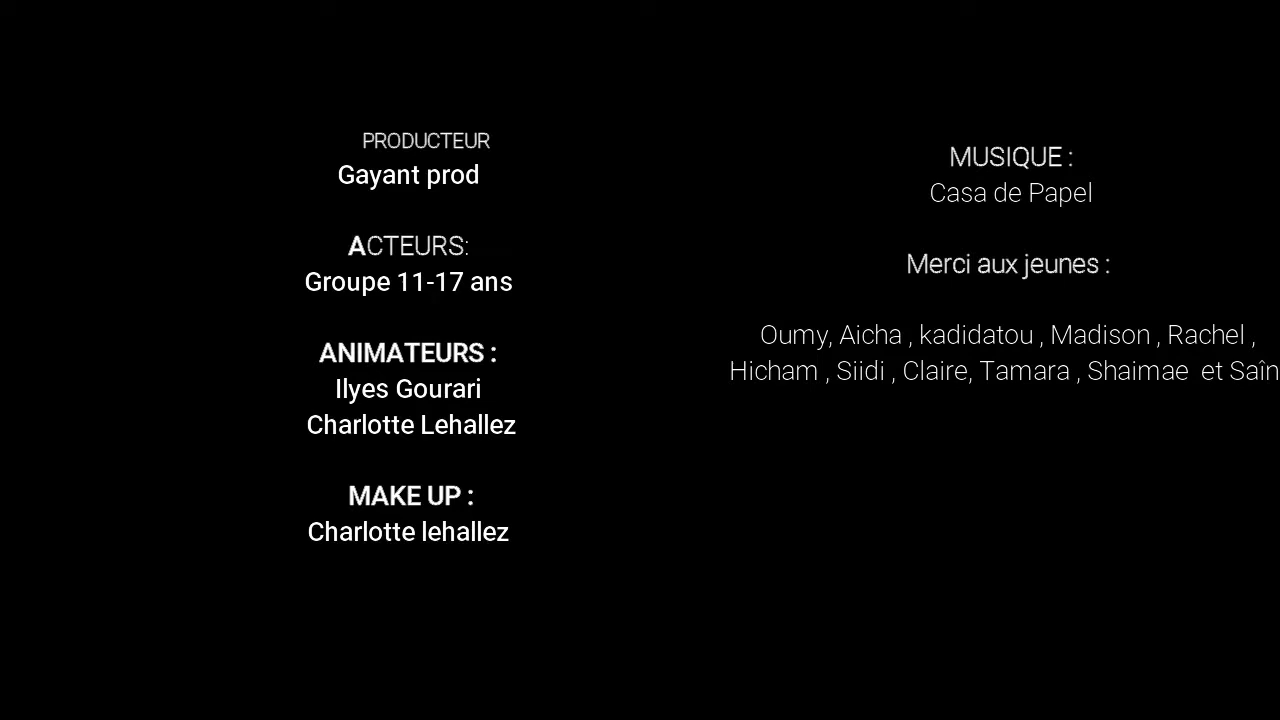 PRODUCTEUR
Gayant prod
ACTEURS:
Groupe 11-17 ans
ANIMATEURS :
Ilyes Gourari
Charlotte Lehallez
MAKE UP :
Charlotte lehallez
MUSIQUE :
Casa de Papel
Merci aux jeunes :
Oumy, Aicha , kadidatou , Madison , Rachel ,
Hicham , Siidi , Claire, Tamara , Shaimae et Saîn